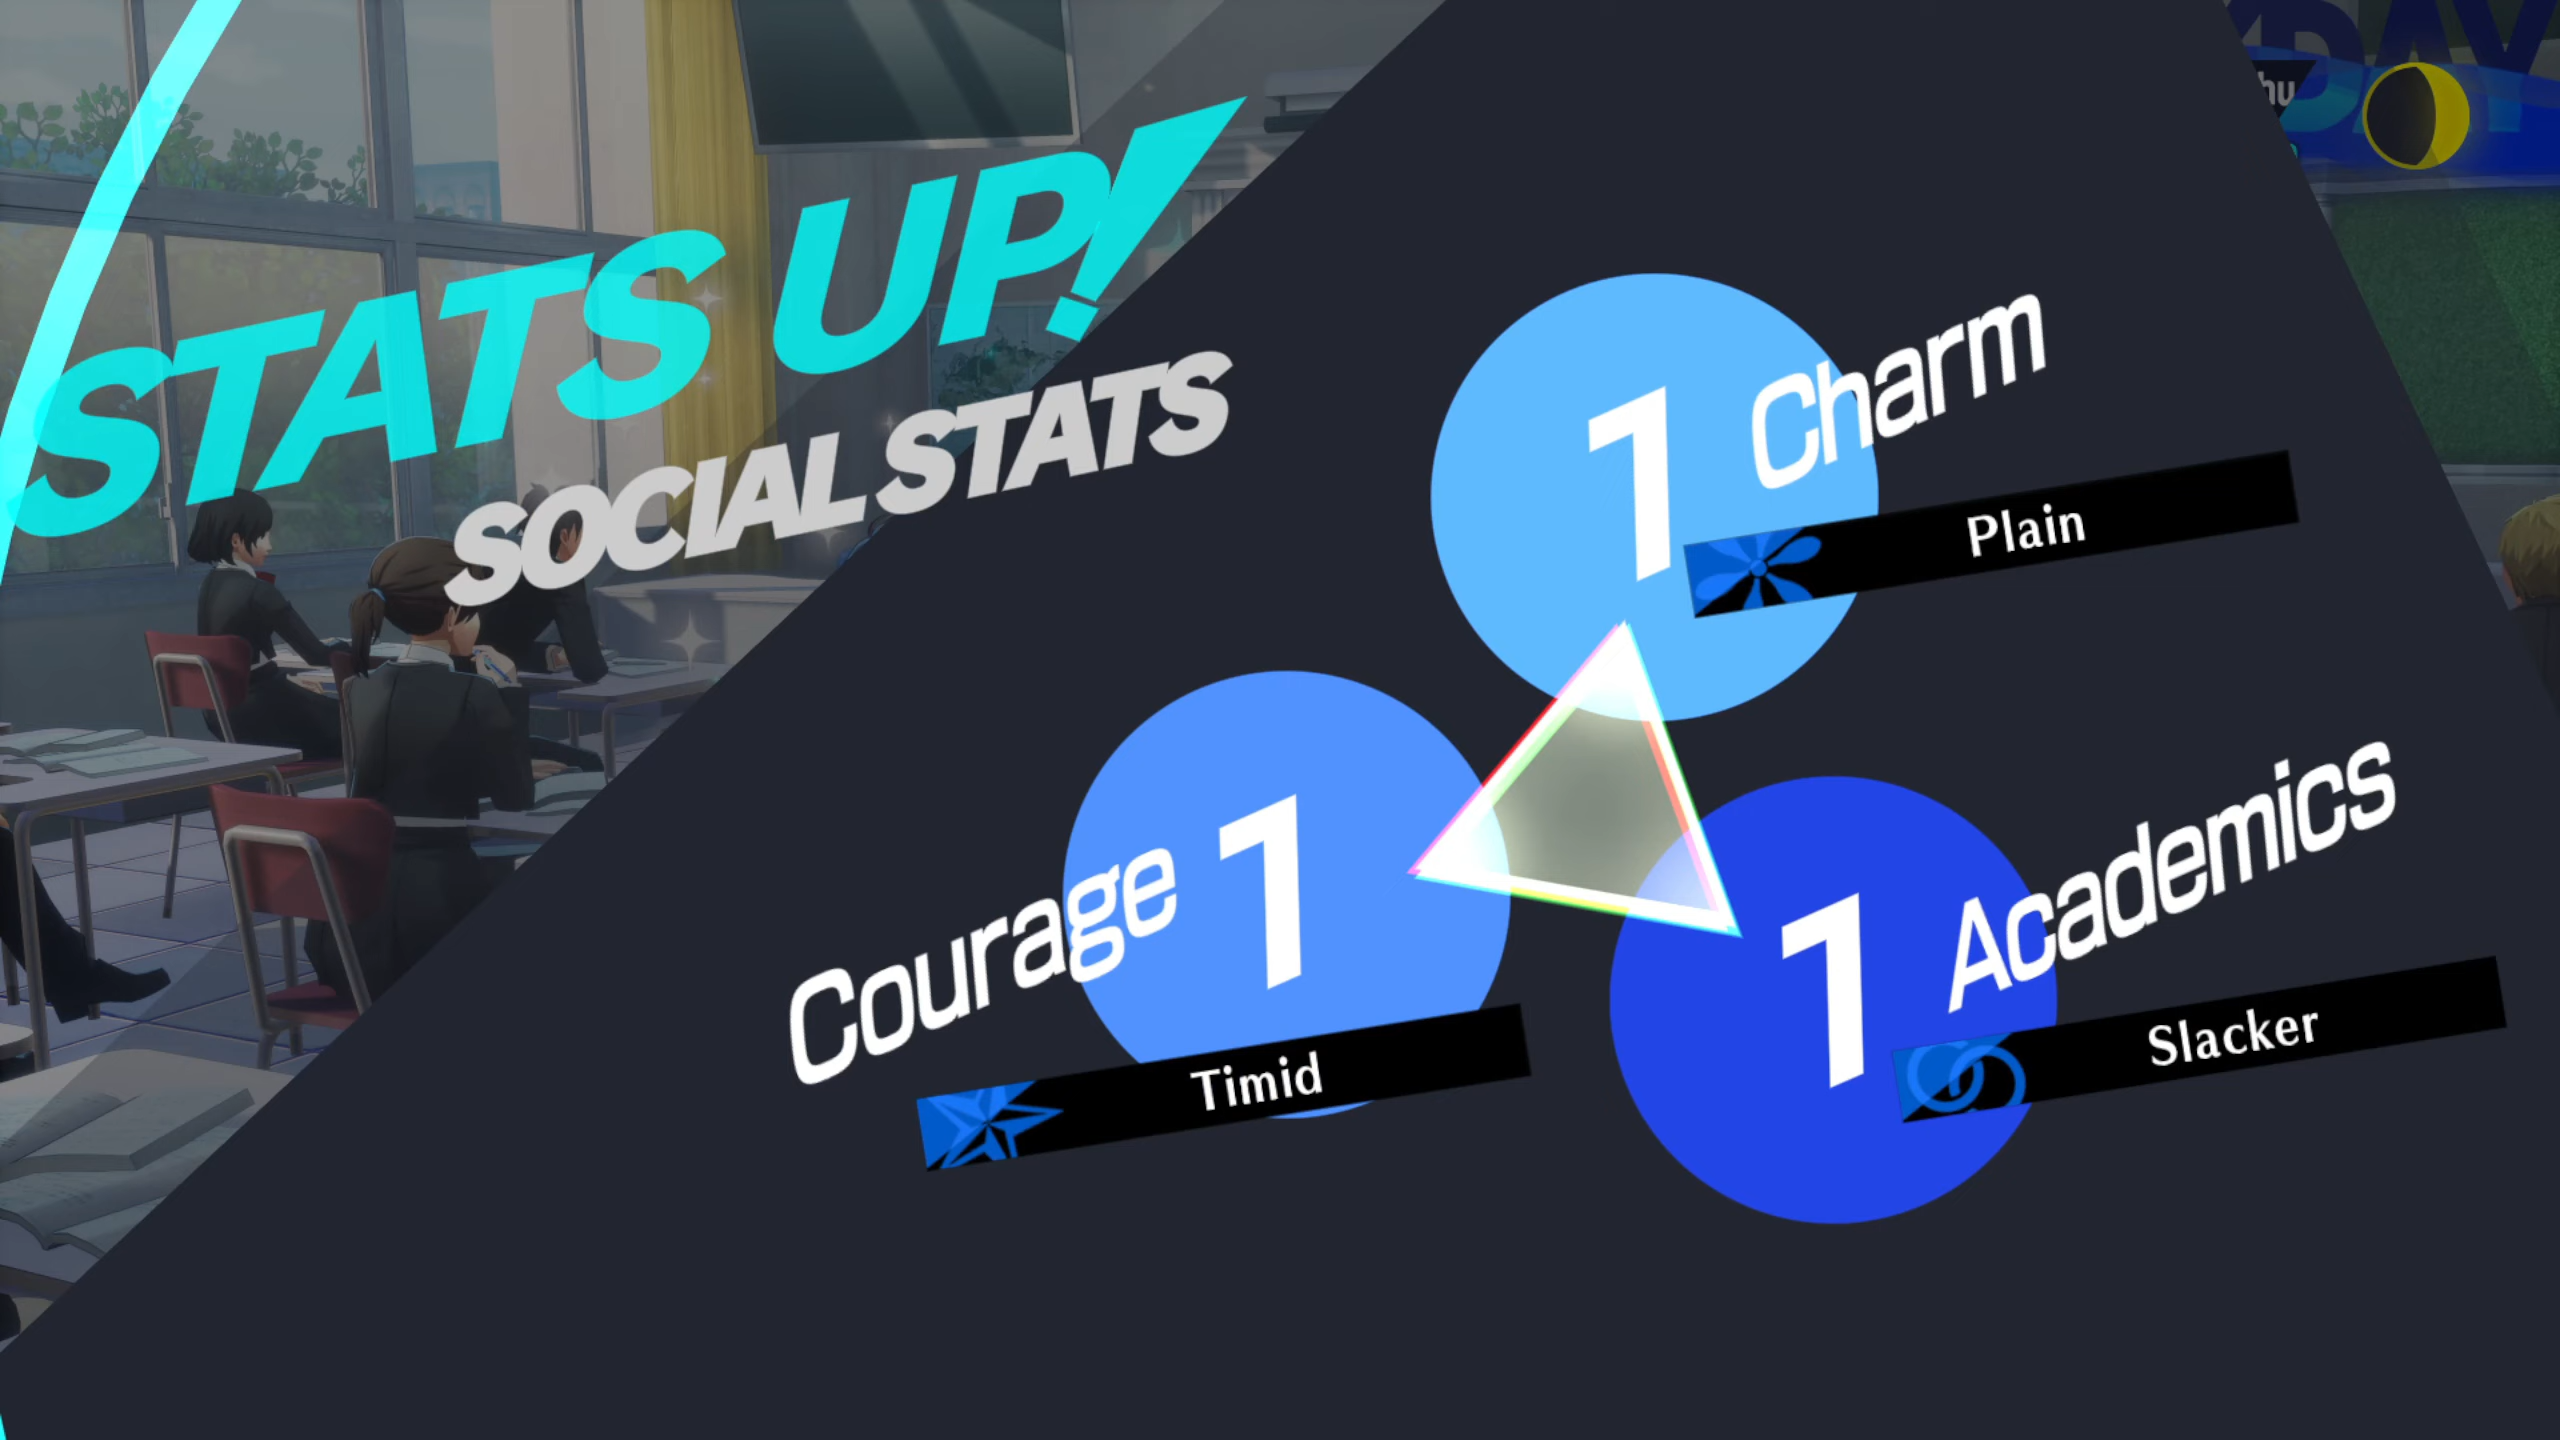 STATS UP!
SOCIAL STATS
1 Charm
Plain
Courage 1
Timid
1 Academics
Slacker